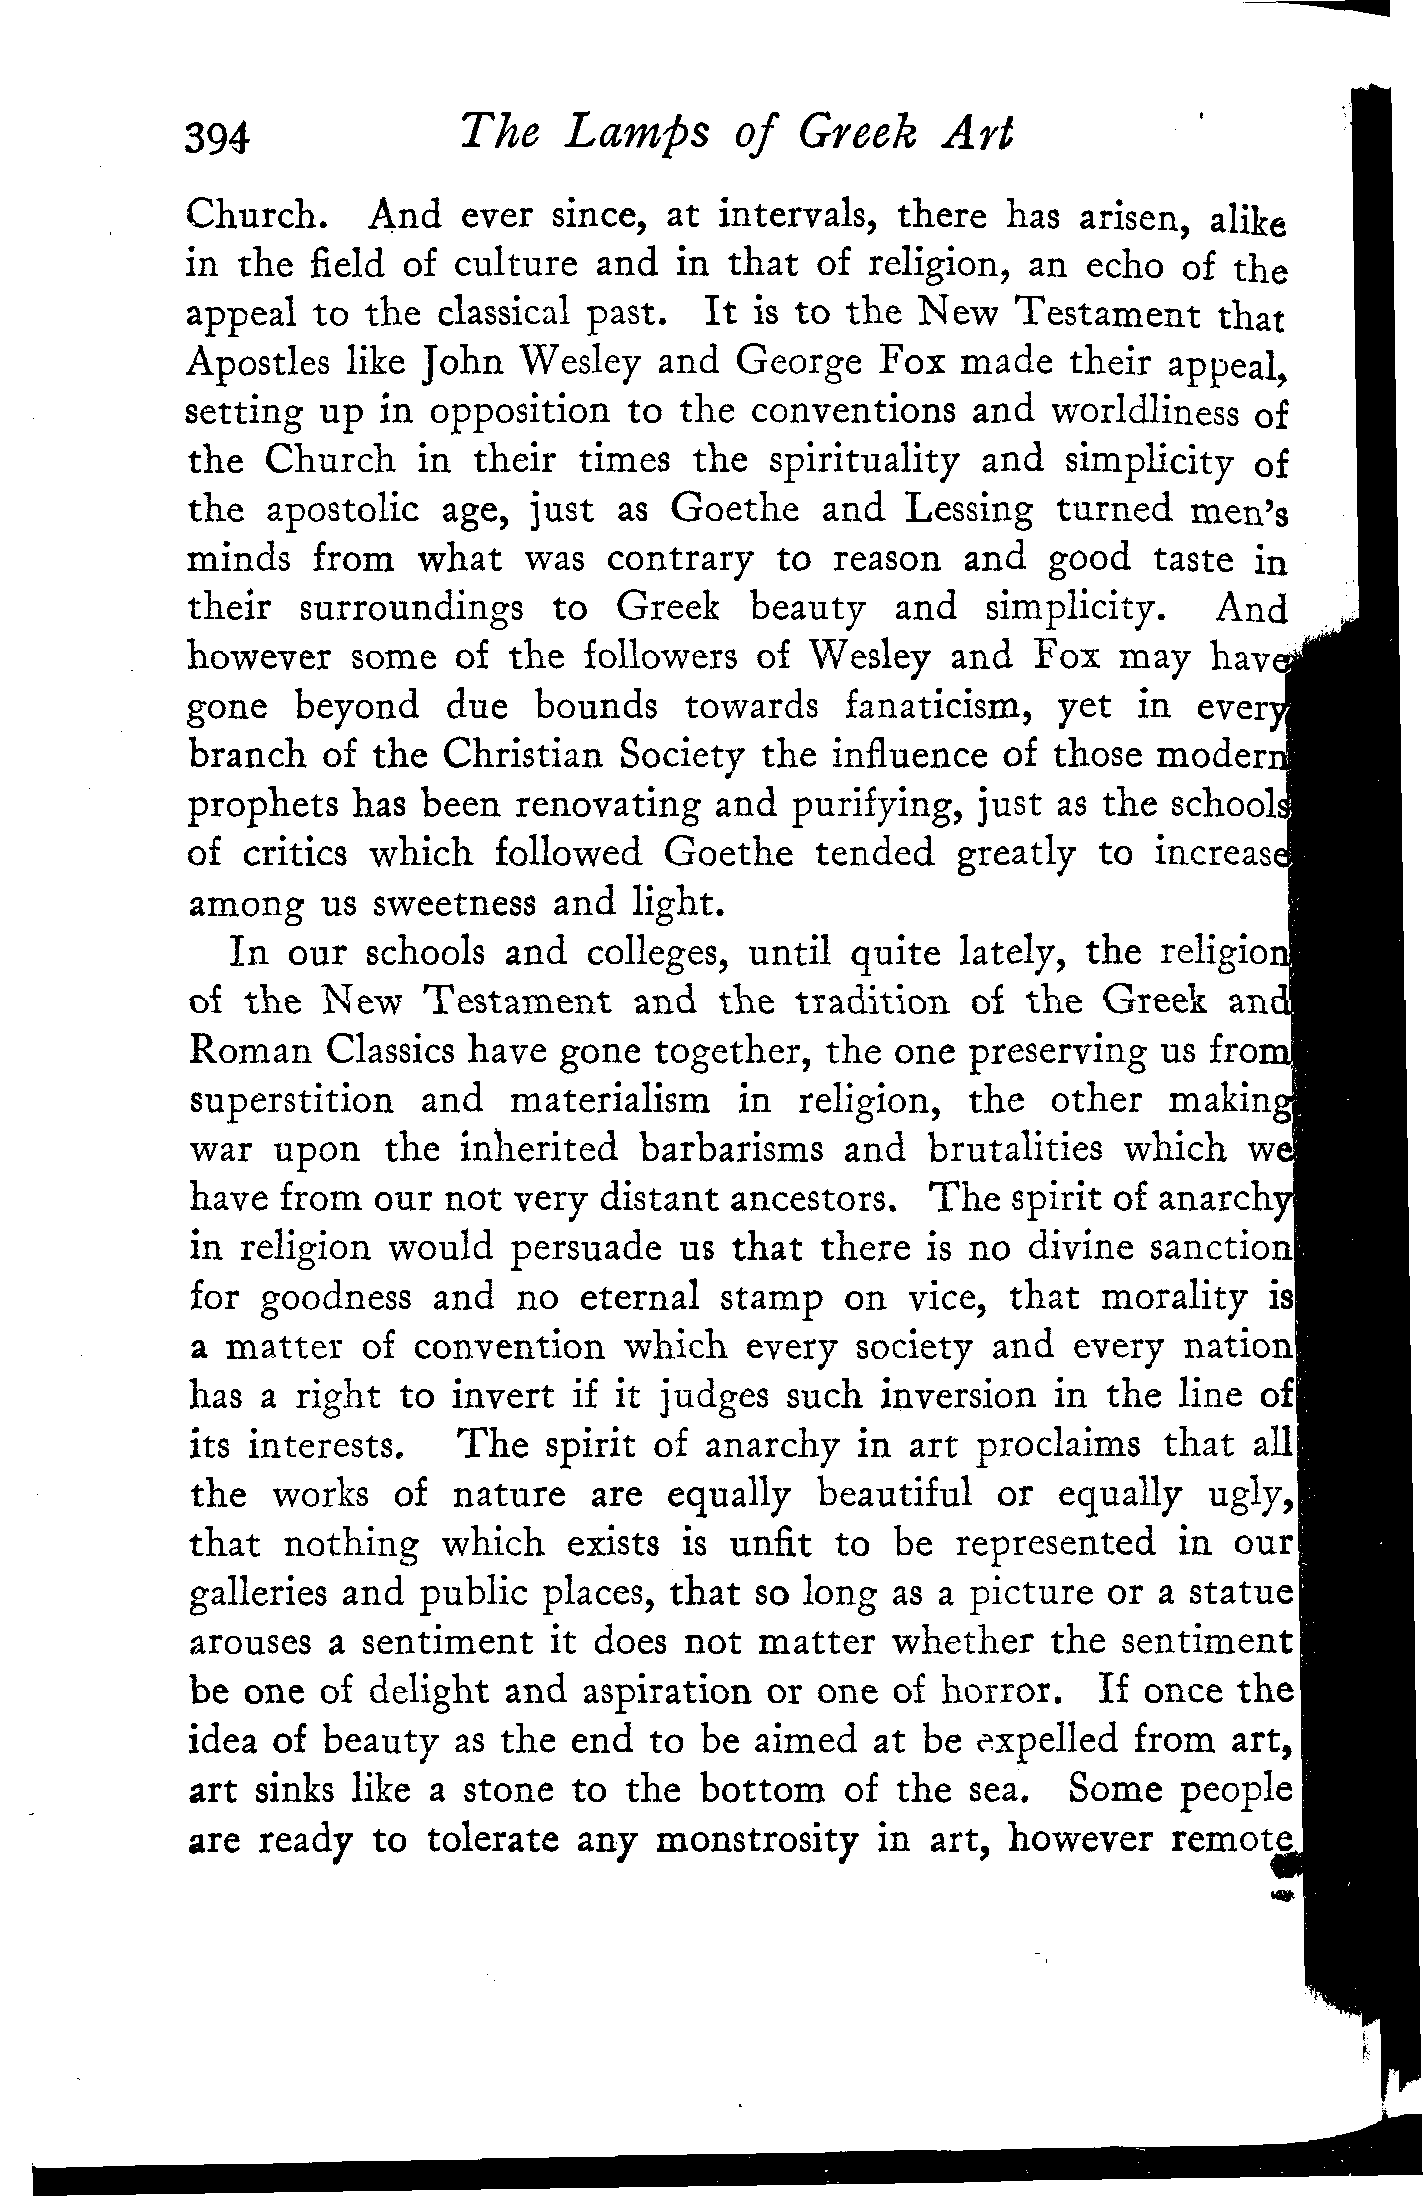 394 The Lamps of Greek Art
Church. And ever since, at intervals, there has arisen, alike
in the field of culture and in that of religion, an echo of the
appeal to the classical past. It is to the New Testament that
Apostles like John Wesley and George Fox made their appeal,
setting up in opposition to the conventions and worldliness of
the Church in their times the spirituality and simplicity of
the apostolic age, just as Goethe and Lessing turned men's
minds from what was contrary to reason and good taste in
their surroundings to Greek beauty and simplicity. And
however some of the followers of Wesley and Fox may have
gone beyond due bounds towards fanaticism, yet in every
branch of the Christian Society the influence of those modern
prophets has been renovating and purifying, just as the schools
of critics which followed Goethe tended greatly to increase
among us sweetness and light.
In our schools and colleges, until quite lately, the religion
of the New Testament and the tradition of the Greek and
Roman Classics have gone together, the one preserving us from
superstition and materialism in religion, the other making
war upon the inherited barbarisms and brutalities which we
have from our not very distant ancestors. The spirit of anarchy
in religion would persuade us that there is no divine sanction
for goodness and no eternal stamp on vice, that morality is
a matter of convention which every society and every nation
has a right to invert if it judges such inversion in the line of
its interests. The spirit of anarchy in art proclaims that all
the works of nature are equally beautiful or equally ugly,
that nothing which exists is unfit to be represented in our
galleries and public places, that so long as a picture or a statue
arouses a sentiment it does not matter whether the sentiment
be one of delight and aspiration or one of horror. If once the
idea of beauty as the end to be aimed at be expelled from art,
art sinks like a stone to the bottom of the sea. Some people
are ready to tolerate any monstrosity in art, however remote